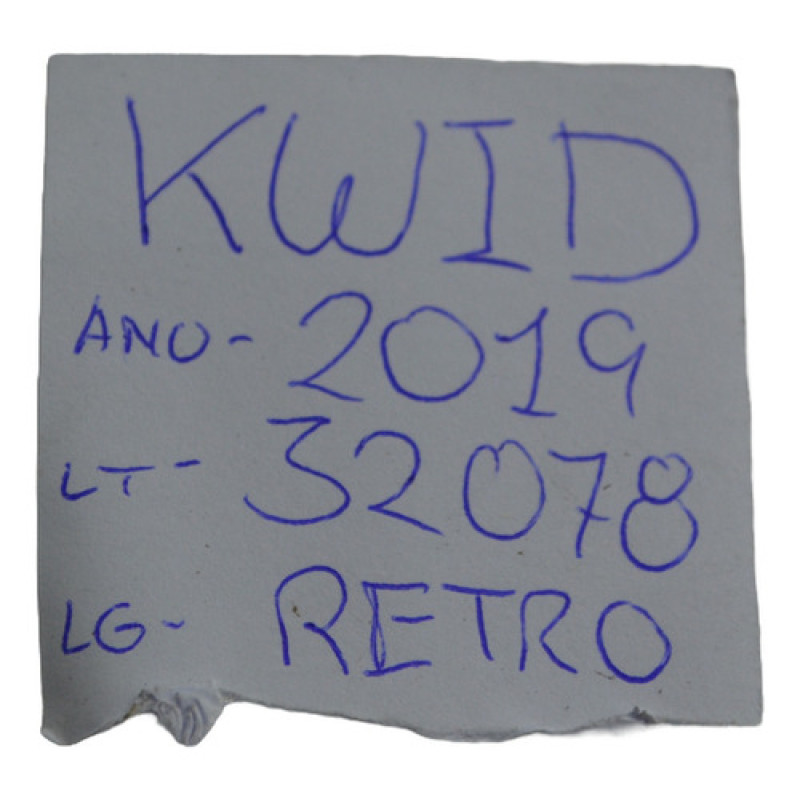 KWID
ANO- 2019
LT- 32078
LG- RETRO